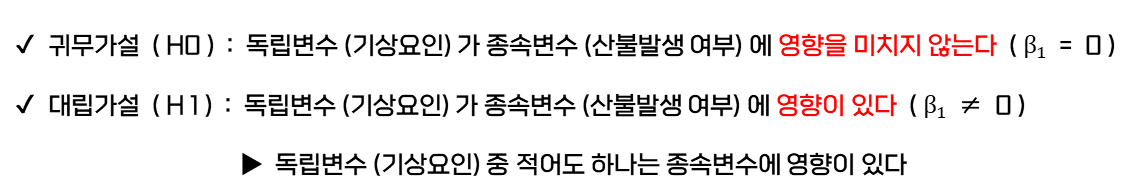 ✓ 귀무가설 ( H0 ) : 독립변수 (기상요인) 가 종속변수 (산불발생 여부) 에 영향을 미치지 않는다 ( β₁ = 0 )
✓ 대립가설 ( H1 ) : 독립변수 (기상요인) 가 종속변수 (산불발생 여부) 에 영향이 있다 ( β₁ ≠ 0 )
▶ 독립변수 (기상요인) 중 적어도 하나는 종속변수에 영향이 있다